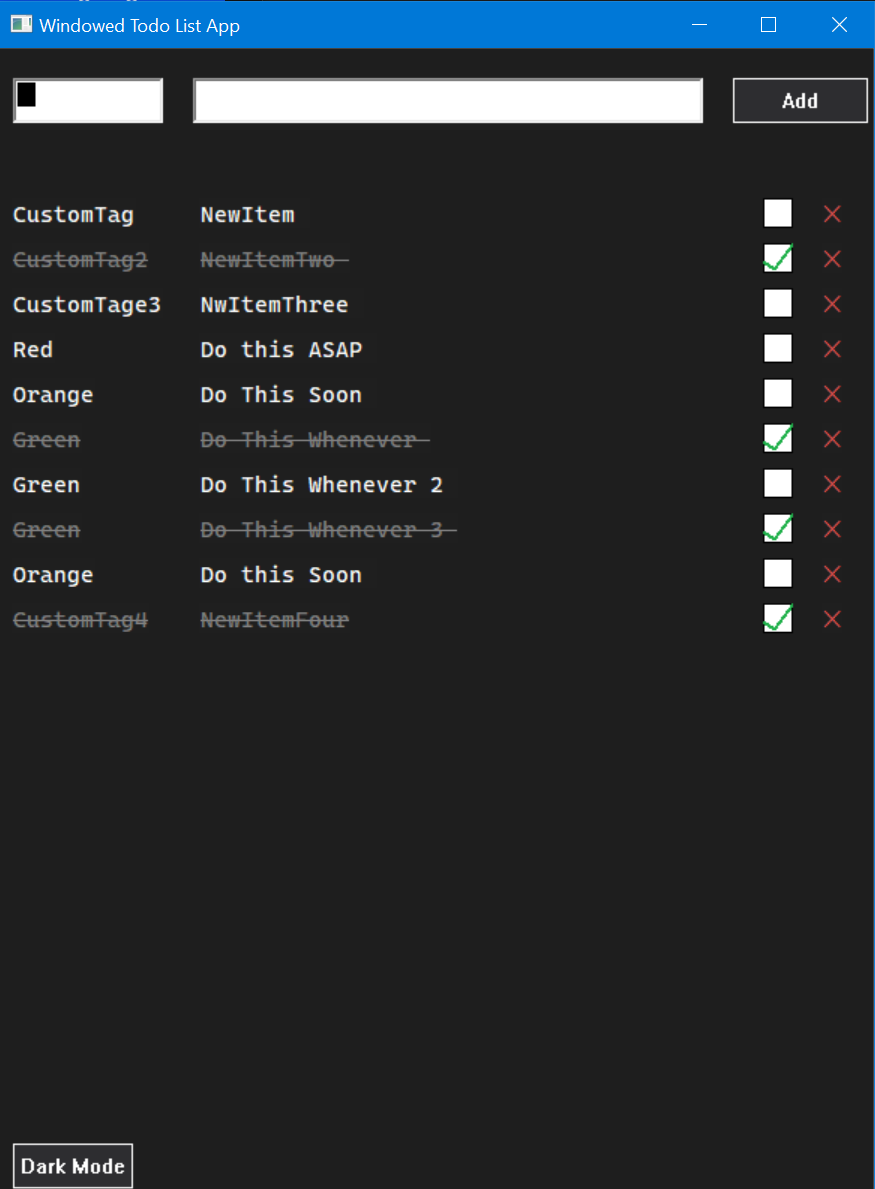 Windowed Todo List App
Add
CustomTag NewItem
CustomTag2 NewItemTwo
CustomTage3 NwItemThree
Red Do this ASAP
Orange Do This Soon
Green Do This Whenever
Green Do This Whenever 2
Green Do This Whenever 3
Orange Do this Soon
CustomTag4 NewItemFour
Dark Mode